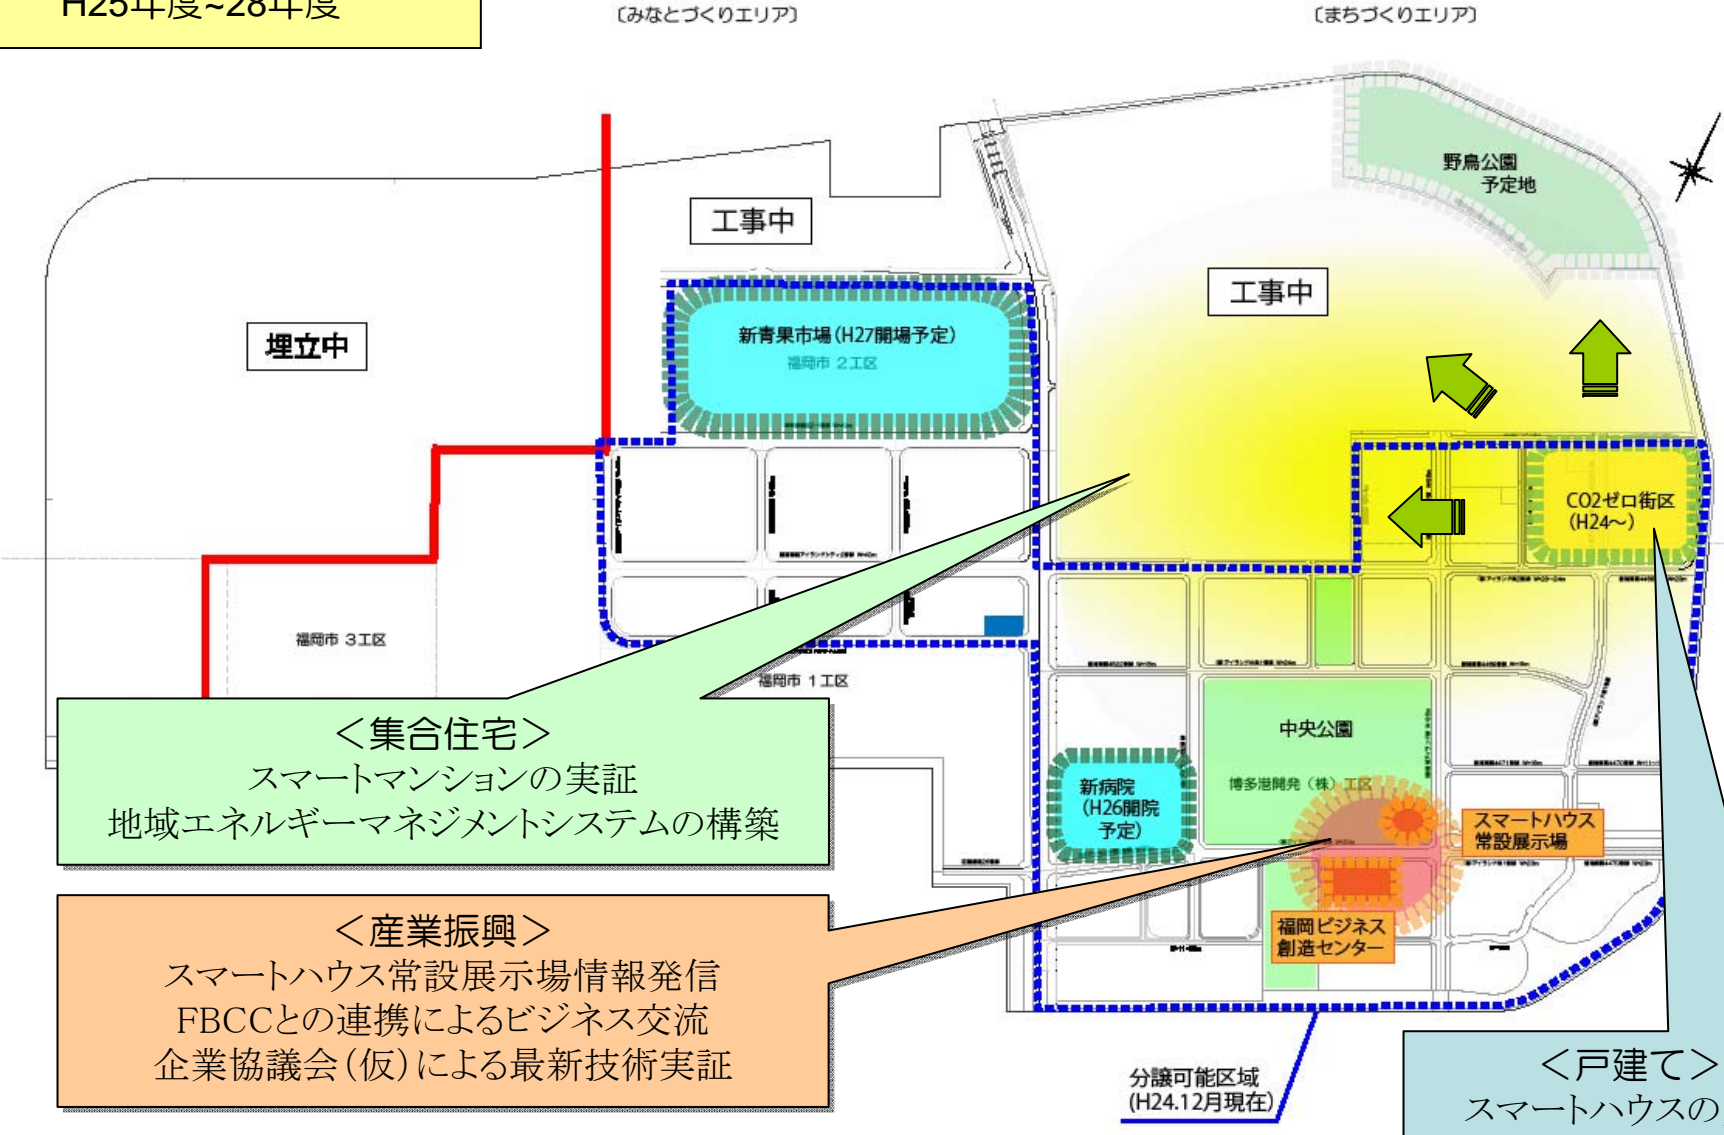 H25年度~28年度
〔みなとづくりエリア〕
〔まちづくりエリア〕
野鳥公園
予定地
工事中
工事中
埋立中
新青果市場(H27開場予定)
福岡市 2工区
CO2ゼロ街区
(H24～)
福岡市 3工区
福岡市 1工区
＜集合住宅＞
スマートマンションの実証
地域エネルギーマネジメントシステムの構築
中央公園
博多港開発（株）工区
新病院
(H26開院
予定)
スマートハウス
常設展示場
福岡ビジネス
創造センター
＜産業振興＞
スマートハウス常設展示場情報発信
FBCCとの連携によるビジネス交流
企業協議会(仮)による最新技術実証
分譲可能区域
(H24.12月現在)
＜戸建て＞
スマートハウスの